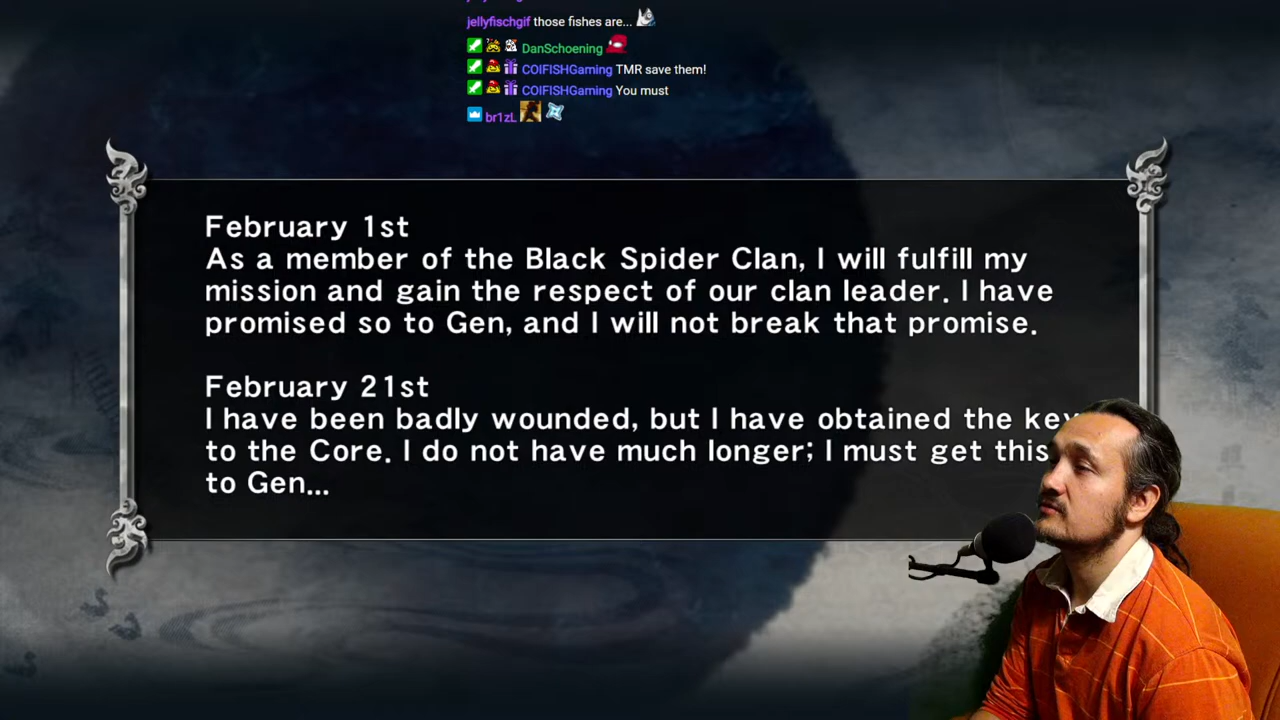 jellyfischgif those fishes are...
DanSchoening
COIFISHGaming TMR save them!
COIFISHGaming You must
br1zL
February 1st
As a member of the Black Spider Clan, I will fulfill my
mission and gain the respect of our clan leader. I have
promised so to Gen, and I will not break that promise.
February 21st
I have been badly wounded, but I have obtained the key
to the Core. I do not have much longer; I must get this
to Gen...